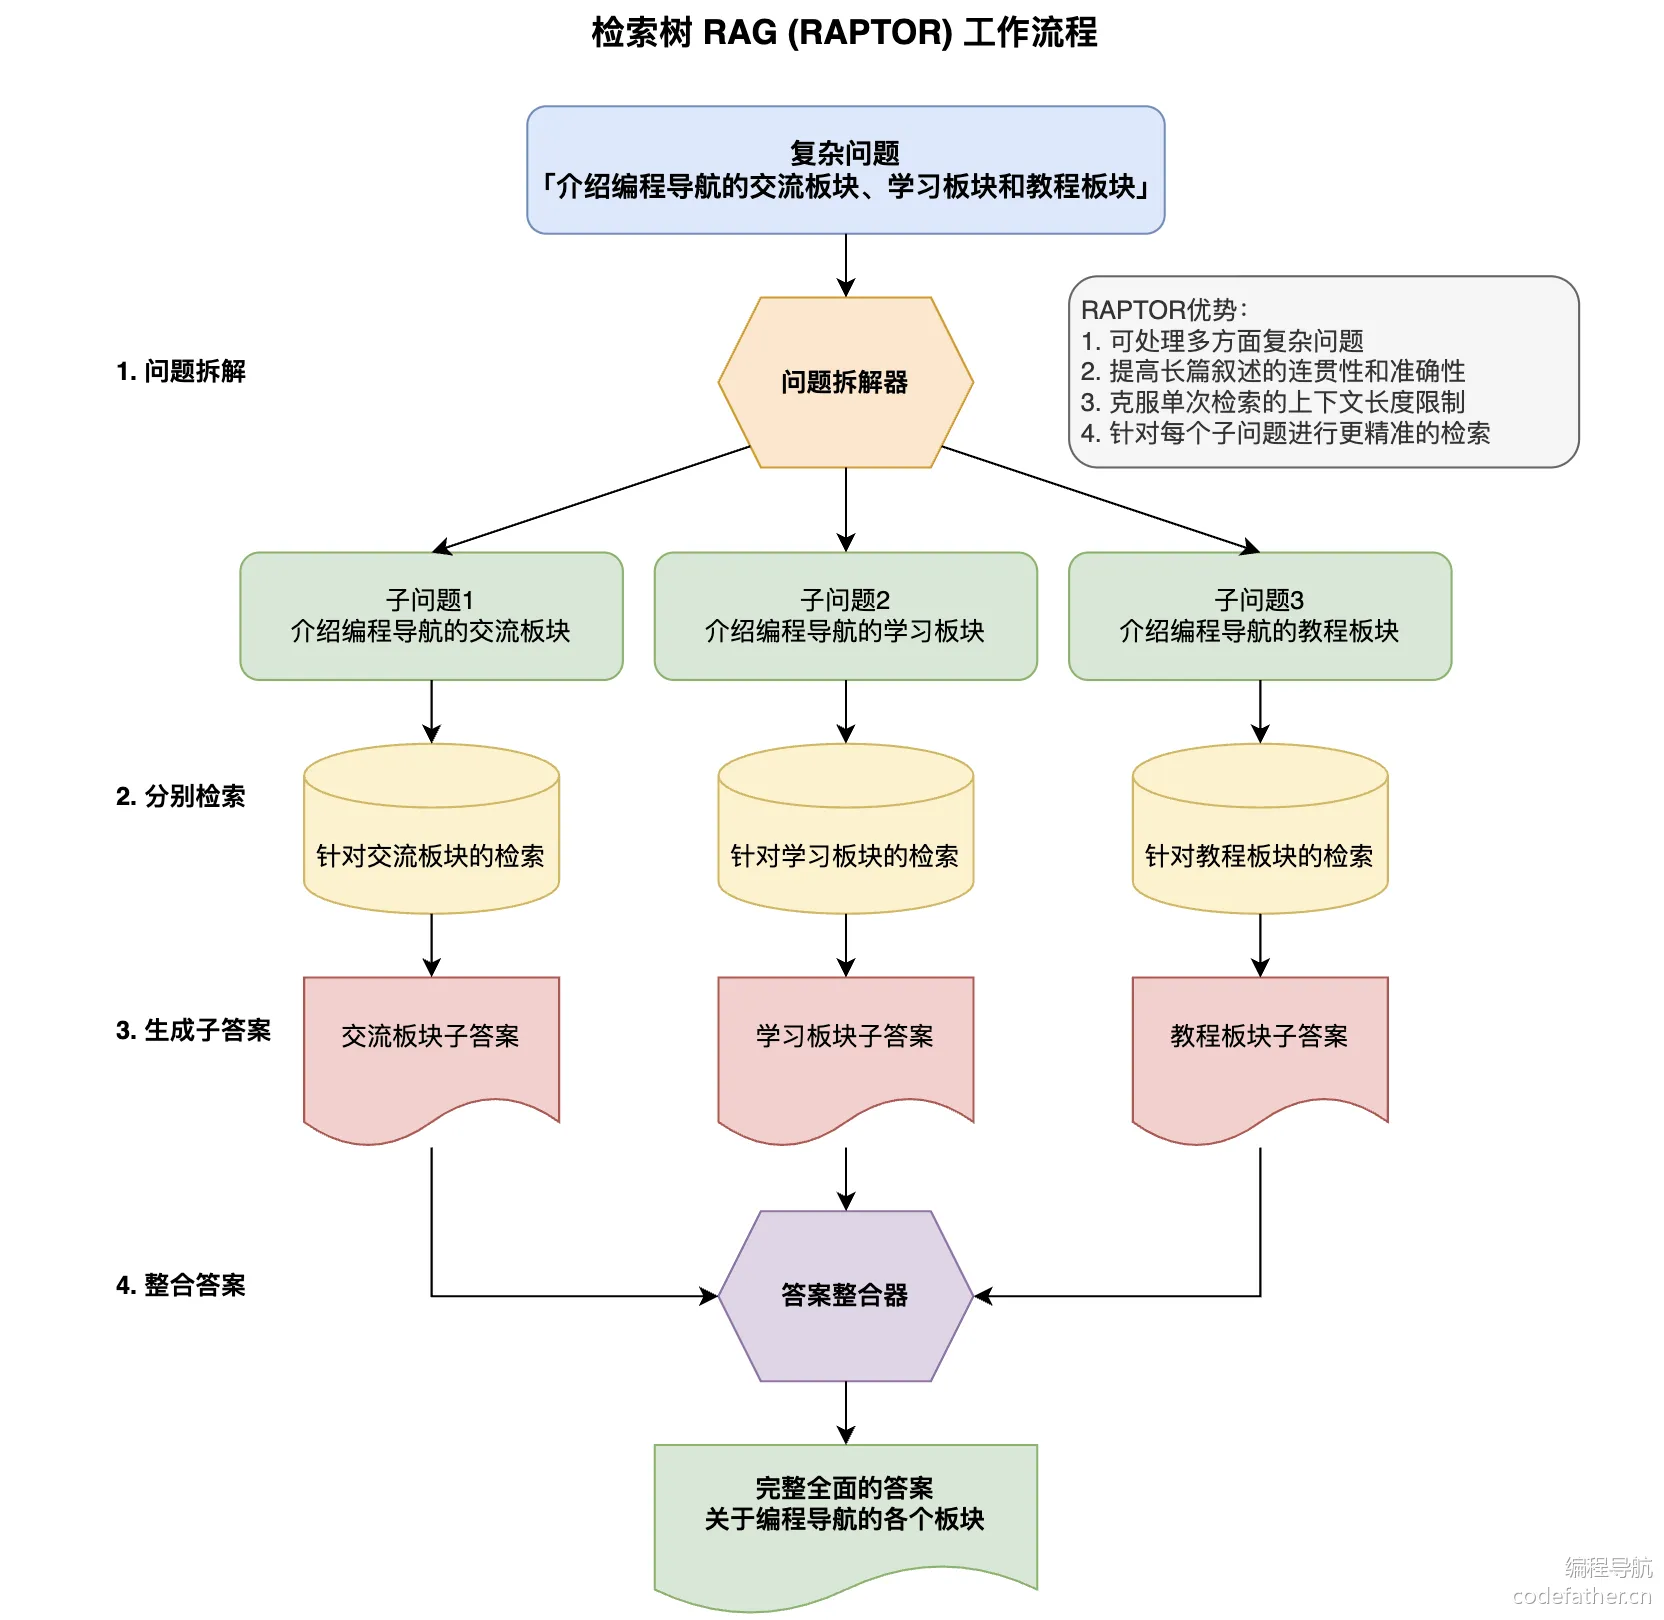 检索树 RAG (RAPTOR) 工作流程
复杂问题
「介绍编程导航的交流板块、学习板块和教程板块」
1. 问题拆解
问题拆解器
RAPTOR优势：
1. 可处理多方面复杂问题
2. 提高长篇叙述的连贯性和准确性
3. 克服单次检索的上下文长度限制
4. 针对每个子问题进行更精准的检索
子问题1
介绍编程导航的交流板块
子问题2
介绍编程导航的学习板块
子问题3
介绍编程导航的教程板块
2. 分别检索
针对交流板块的检索
针对学习板块的检索
针对教程板块的检索
3. 生成子答案
交流板块子答案
学习板块子答案
教程板块子答案
4. 整合答案
答案整合器
完整全面的答案
关于编程导航的各个板块
编程导航
codefather.cn